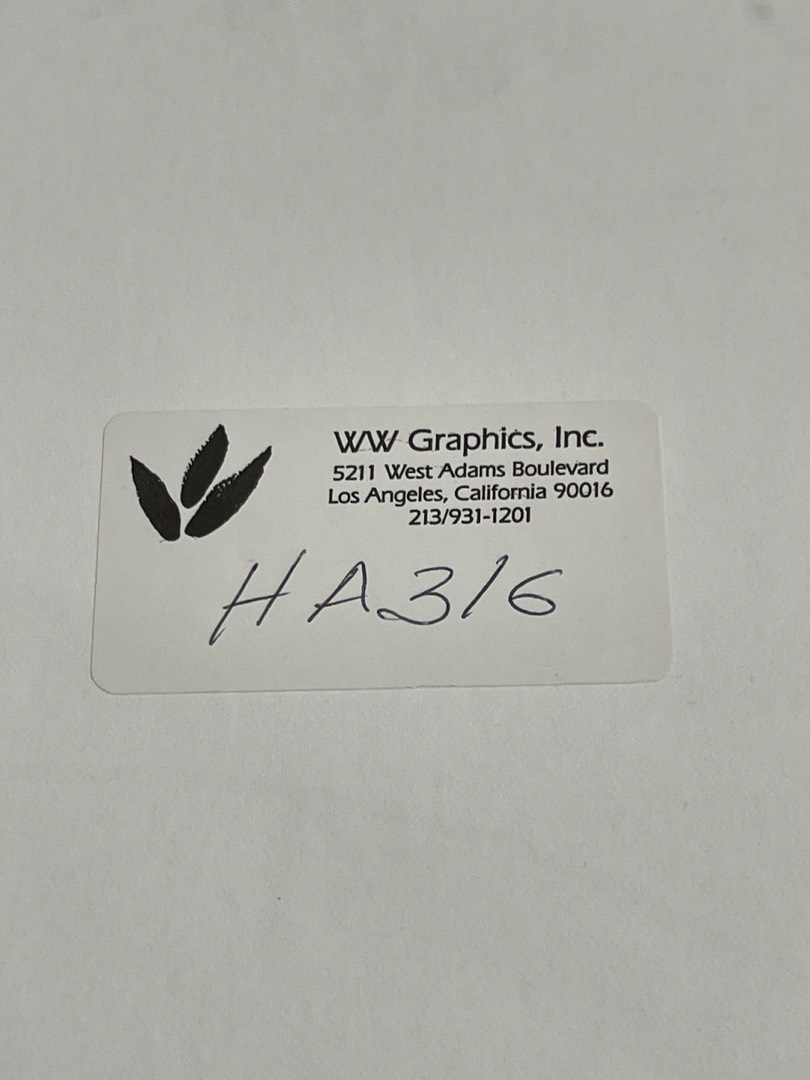 WW Graphics, Inc.
5211 West Adams Boulevard
Los Angeles, California 90016
213/931-1201
HA316